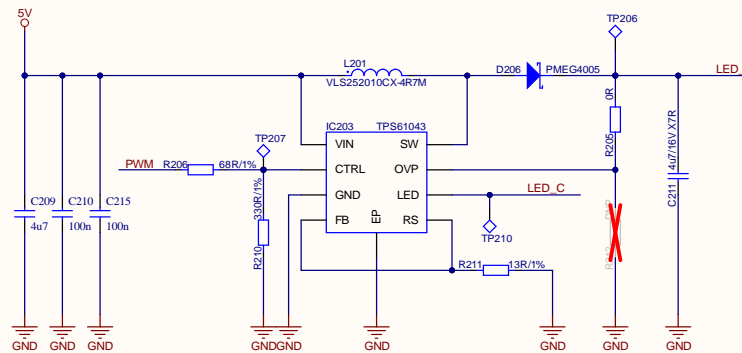 5V
TP206
L201
VLS252010CX-4R7M
D206
PMEG4005
LED_
IC203
TPS61043
0R
R205
4u7/16V X7R
C211
TP207
VIN
SW
PWM
R206
68R/1%
CTRL
OVP
330R/1%
R210
GND
LED
LED_C
C209
4u7
C210
100n
C215
100n
FB
EP
RS
TP210
DNP
R211
13R/1%
GND
GND
GND
GND
GND
GND
GND
GND
GND